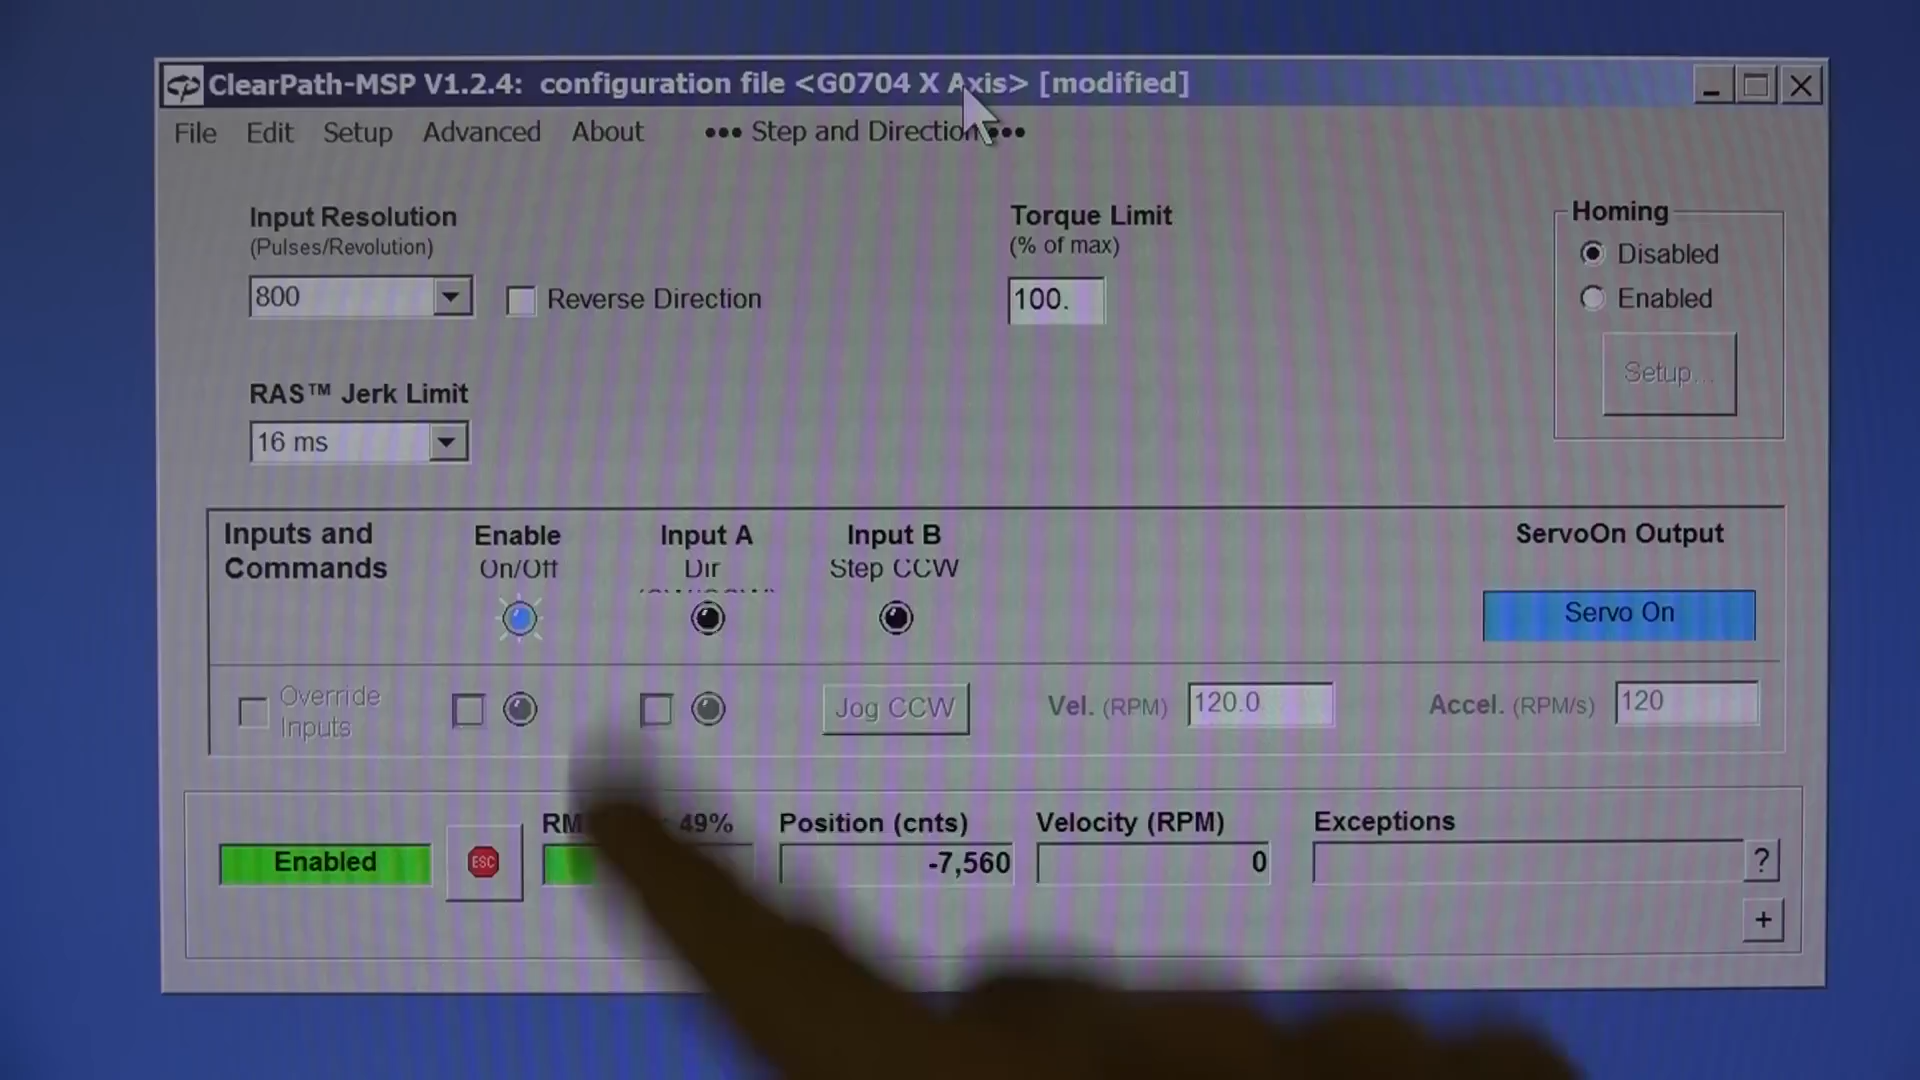 ClearPath-MSP V1.2.4: configuration file <G0704 X Axis> [modified]
File Edit Setup Advanced About ••• Step and Direction •••
Input Resolution
(Pulses/Revolution)
800
Reverse Direction
Torque Limit
(% of max)
100.
Homing
Disabled
Enabled
Setup...
RAS™ Jerk Limit
16 ms
Inputs and
Commands
Enable
On/Off
Input A
Dir
Input B
Step CCW
ServoOn Output
Servo On
Override
Inputs
Jog CCW
Vel. (RPM)
120.0
Accel. (RPM/s)
120
Enabled
ESC
49%
Position (cnts)
-7,560
Velocity (RPM)
0
Exceptions
?
+